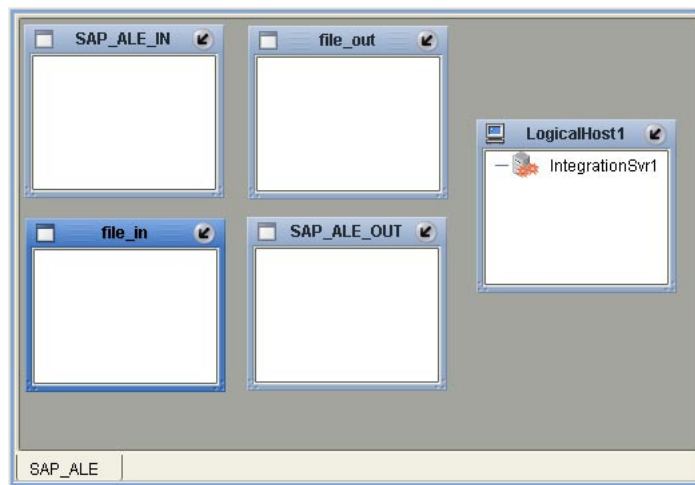 SAP_ALE_IN
file_out
LogicalHost1
IntegrationSvr1
file_in
SAP_ALE_OUT
SAP_ALE